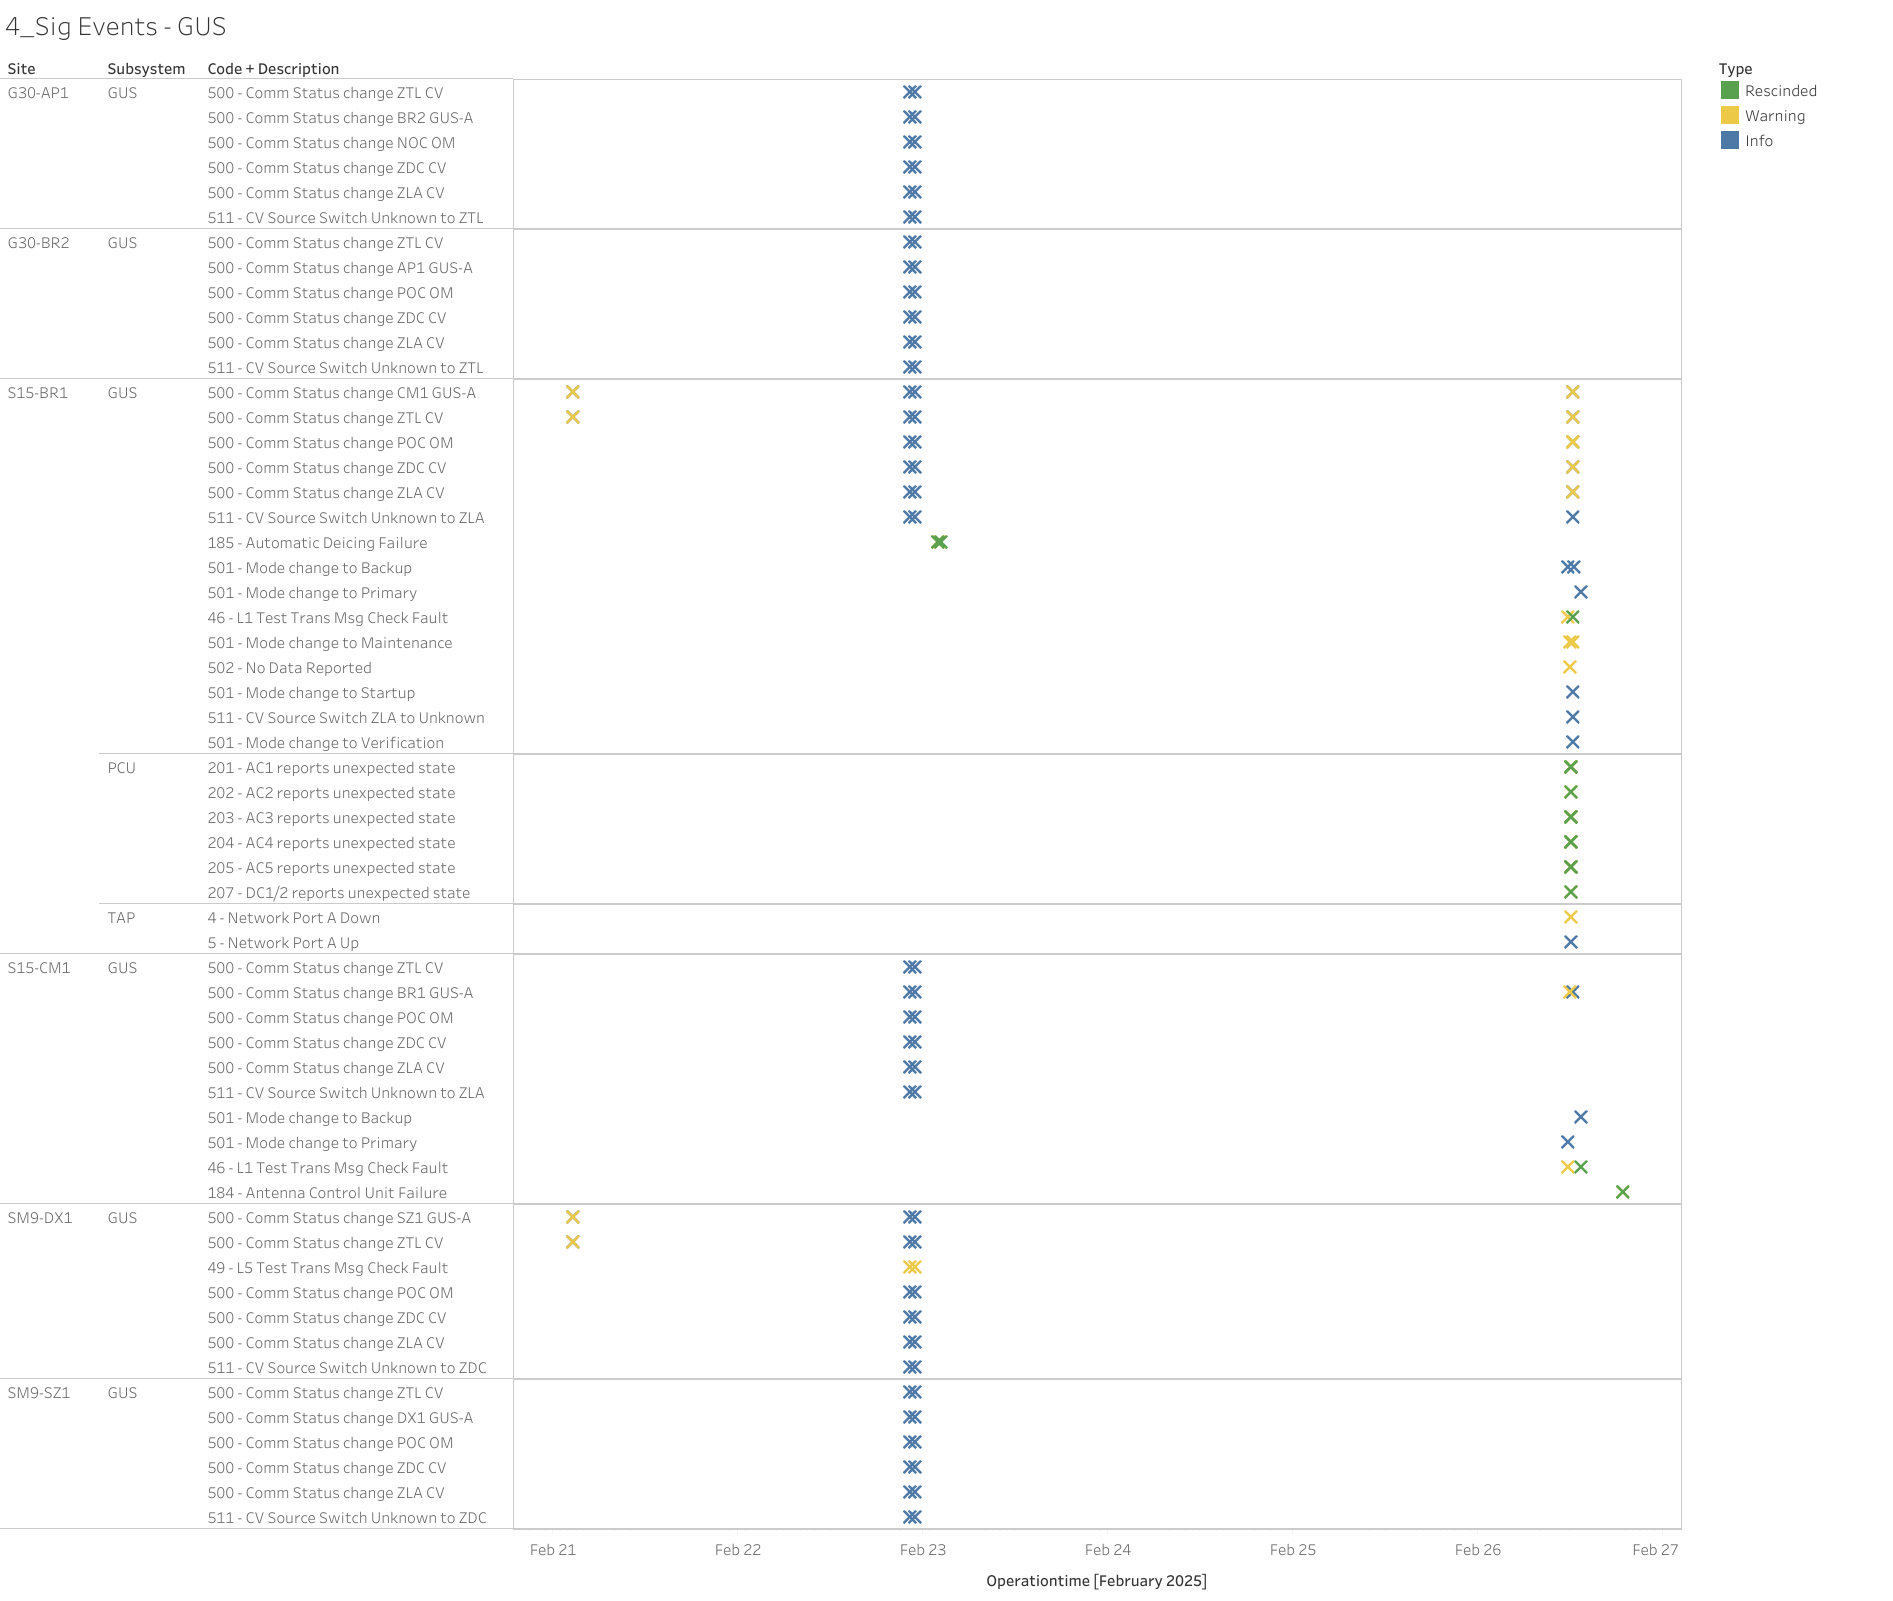 4_Sig Events - GUS
Site Subsystem Code + Description
Type
G30-AP1 GUS 500 - Comm Status change ZTL CV
Rescinded
500 - Comm Status change BR2 GUS-A
Warning
500 - Comm Status change NOC OM
Info
500 - Comm Status change ZDC CV
500 - Comm Status change ZLA CV
511 - CV Source Switch Unknown to ZTL
G30-BR2 GUS 500 - Comm Status change ZTL CV
500 - Comm Status change AP1 GUS-A
500 - Comm Status change POC OM
500 - Comm Status change ZDC CV
500 - Comm Status change ZLA CV
511 - CV Source Switch Unknown to ZTL
S15-BR1 GUS 500 - Comm Status change CM1 GUS-A
500 - Comm Status change ZTL CV
500 - Comm Status change POC OM
500 - Comm Status change ZDC CV
500 - Comm Status change ZLA CV
511 - CV Source Switch Unknown to ZLA
185 - Automatic Deicing Failure
501 - Mode change to Backup
501 - Mode change to Primary
46 - L1 Test Trans Msg Check Fault
501 - Mode change to Maintenance
502 - No Data Reported
501 - Mode change to Startup
511 - CV Source Switch ZLA to Unknown
501 - Mode change to Verification
PCU 201 - AC1 reports unexpected state
202 - AC2 reports unexpected state
203 - AC3 reports unexpected state
204 - AC4 reports unexpected state
205 - AC5 reports unexpected state
207 - DC1/2 reports unexpected state
TAP 4 - Network Port A Down
5 - Network Port A Up
S15-CM1 GUS 500 - Comm Status change ZTL CV
500 - Comm Status change BR1 GUS-A
500 - Comm Status change POC OM
500 - Comm Status change ZDC CV
500 - Comm Status change ZLA CV
511 - CV Source Switch Unknown to ZLA
501 - Mode change to Backup
501 - Mode change to Primary
46 - L1 Test Trans Msg Check Fault
184 - Antenna Control Unit Failure
SM9-DX1 GUS 500 - Comm Status change SZ1 GUS-A
500 - Comm Status change ZTL CV
49 - L5 Test Trans Msg Check Fault
500 - Comm Status change POC OM
500 - Comm Status change ZDC CV
500 - Comm Status change ZLA CV
511 - CV Source Switch Unknown to ZDC
SM9-SZ1 GUS 500 - Comm Status change ZTL CV
500 - Comm Status change DX1 GUS-A
500 - Comm Status change POC OM
500 - Comm Status change ZDC CV
500 - Comm Status change ZLA CV
511 - CV Source Switch Unknown to ZDC
Feb 21 Feb 22 Feb 23 Feb 24 Feb 25 Feb 26 Feb 27
Operationtime [February 2025]